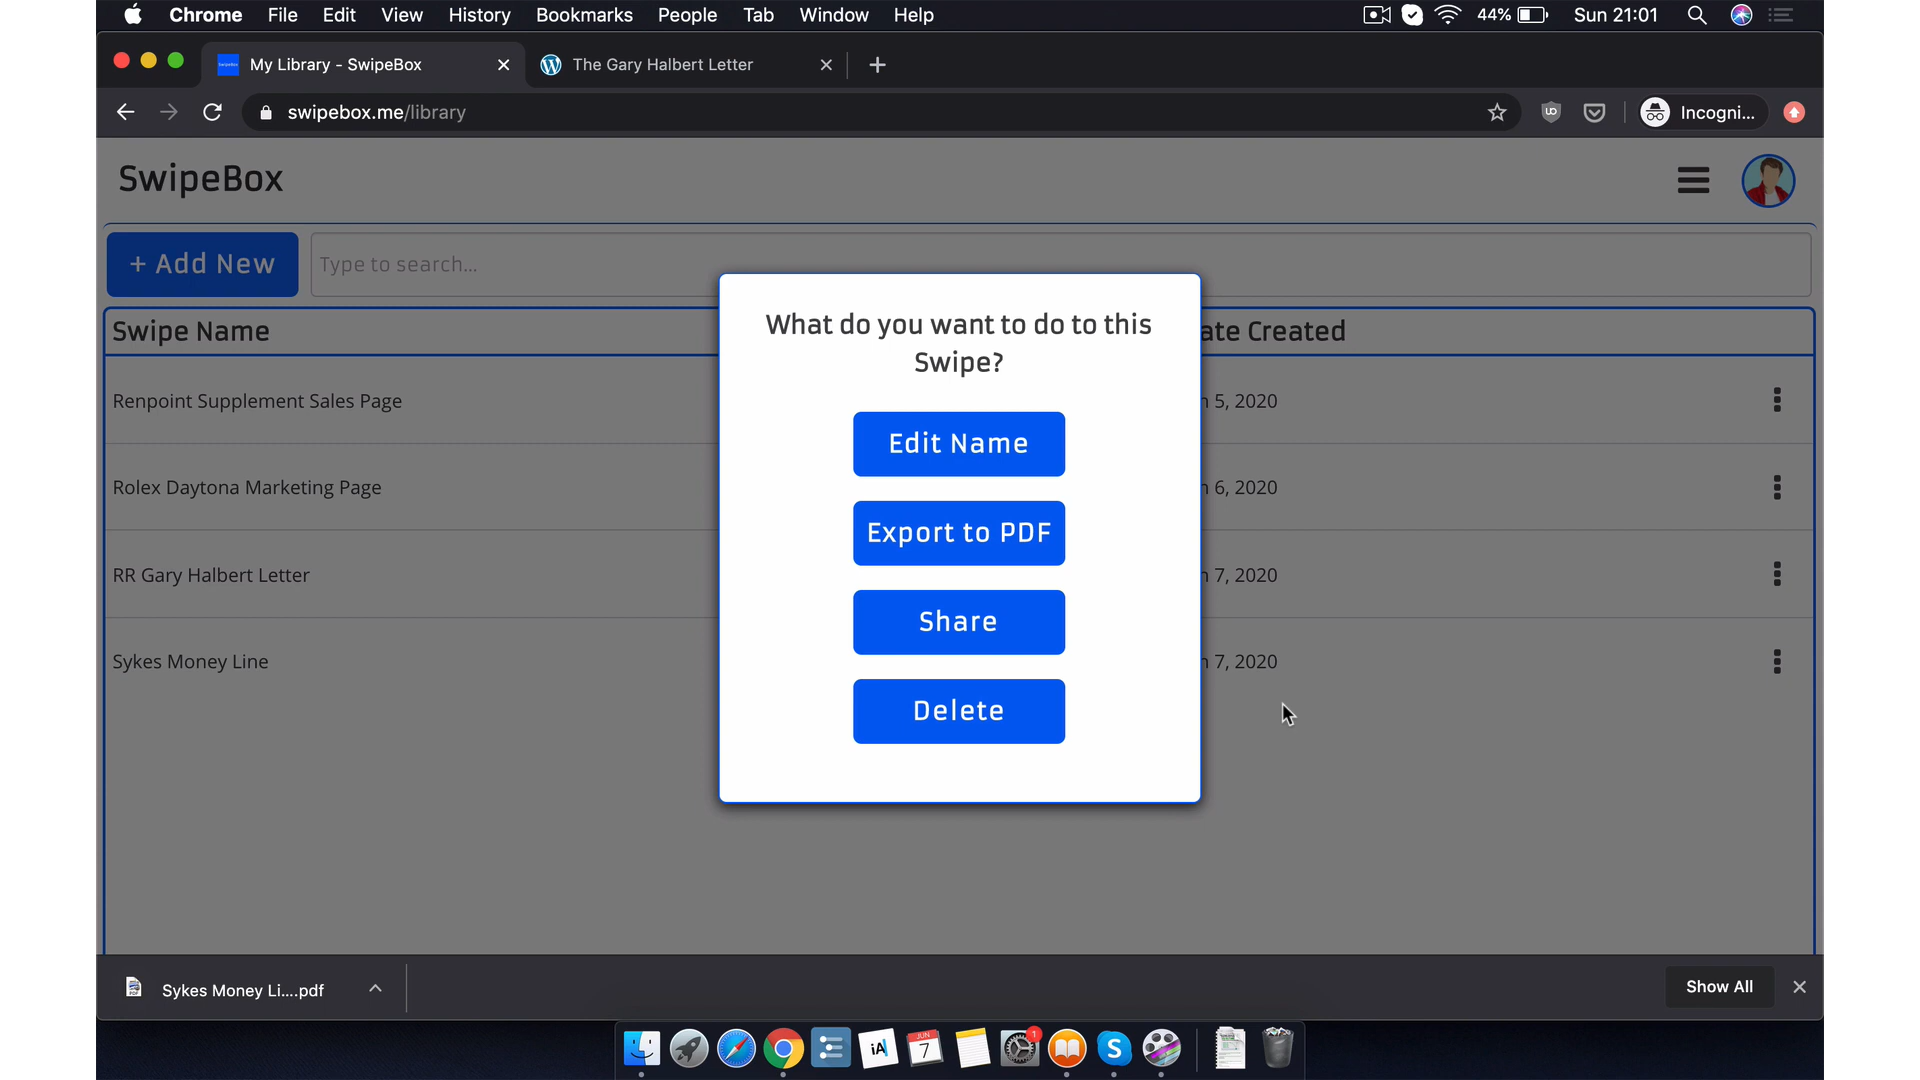 Chrome File Edit View History Bookmarks People Tab Window Help 44% Sun 21:01
My Library - SwipeBox The Gary Halbert Letter
swipebox.me/library Incogni...
SwipeBox
+ Add New Type to search...
Swipe Name ate Created
What do you want to do to this
Swipe?
Renpoint Supplement Sales Page n 5, 2020
Edit Name
Rolex Daytona Marketing Page n 6, 2020
Export to PDF
RR Gary Halbert Letter n 7, 2020
Share
Sykes Money Line n 7, 2020
Delete
Sykes Money Li....pdf Show All
JUN
7
iA
1
S